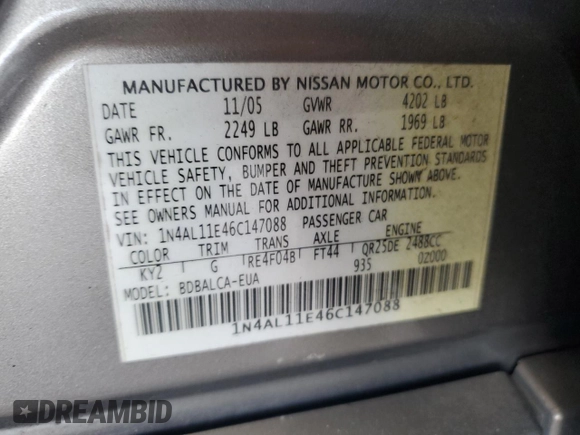 MANUFACTURED BY NISSAN MOTOR CO., LTD.
DATE 11/05 GVWR 4202 LB
GAWR FR. 2249 LB GAWR RR. 1969 LB
THIS VEHICLE CONFORMS TO ALL APPLICABLE FEDERAL MOTOR
VEHICLE SAFETY, BUMPER AND THEFT PREVENTION STANDARDS
IN EFFECT ON THE DATE OF MANUFACTURE SHOWN ABOVE.
SEE OWNERS MANUAL FOR ADDITIONAL INFORMATION.
VIN: 1N4AL11E46C147088 PASSENGER CAR
COLOR TRIM TRANS AXLE ENGINE
KY2 G RE4F04B FT44 QR25DE 2488CC
MODEL: BDBALCA-EUA 935 0Z000
1N4AL11E46C147088
DREAMBID